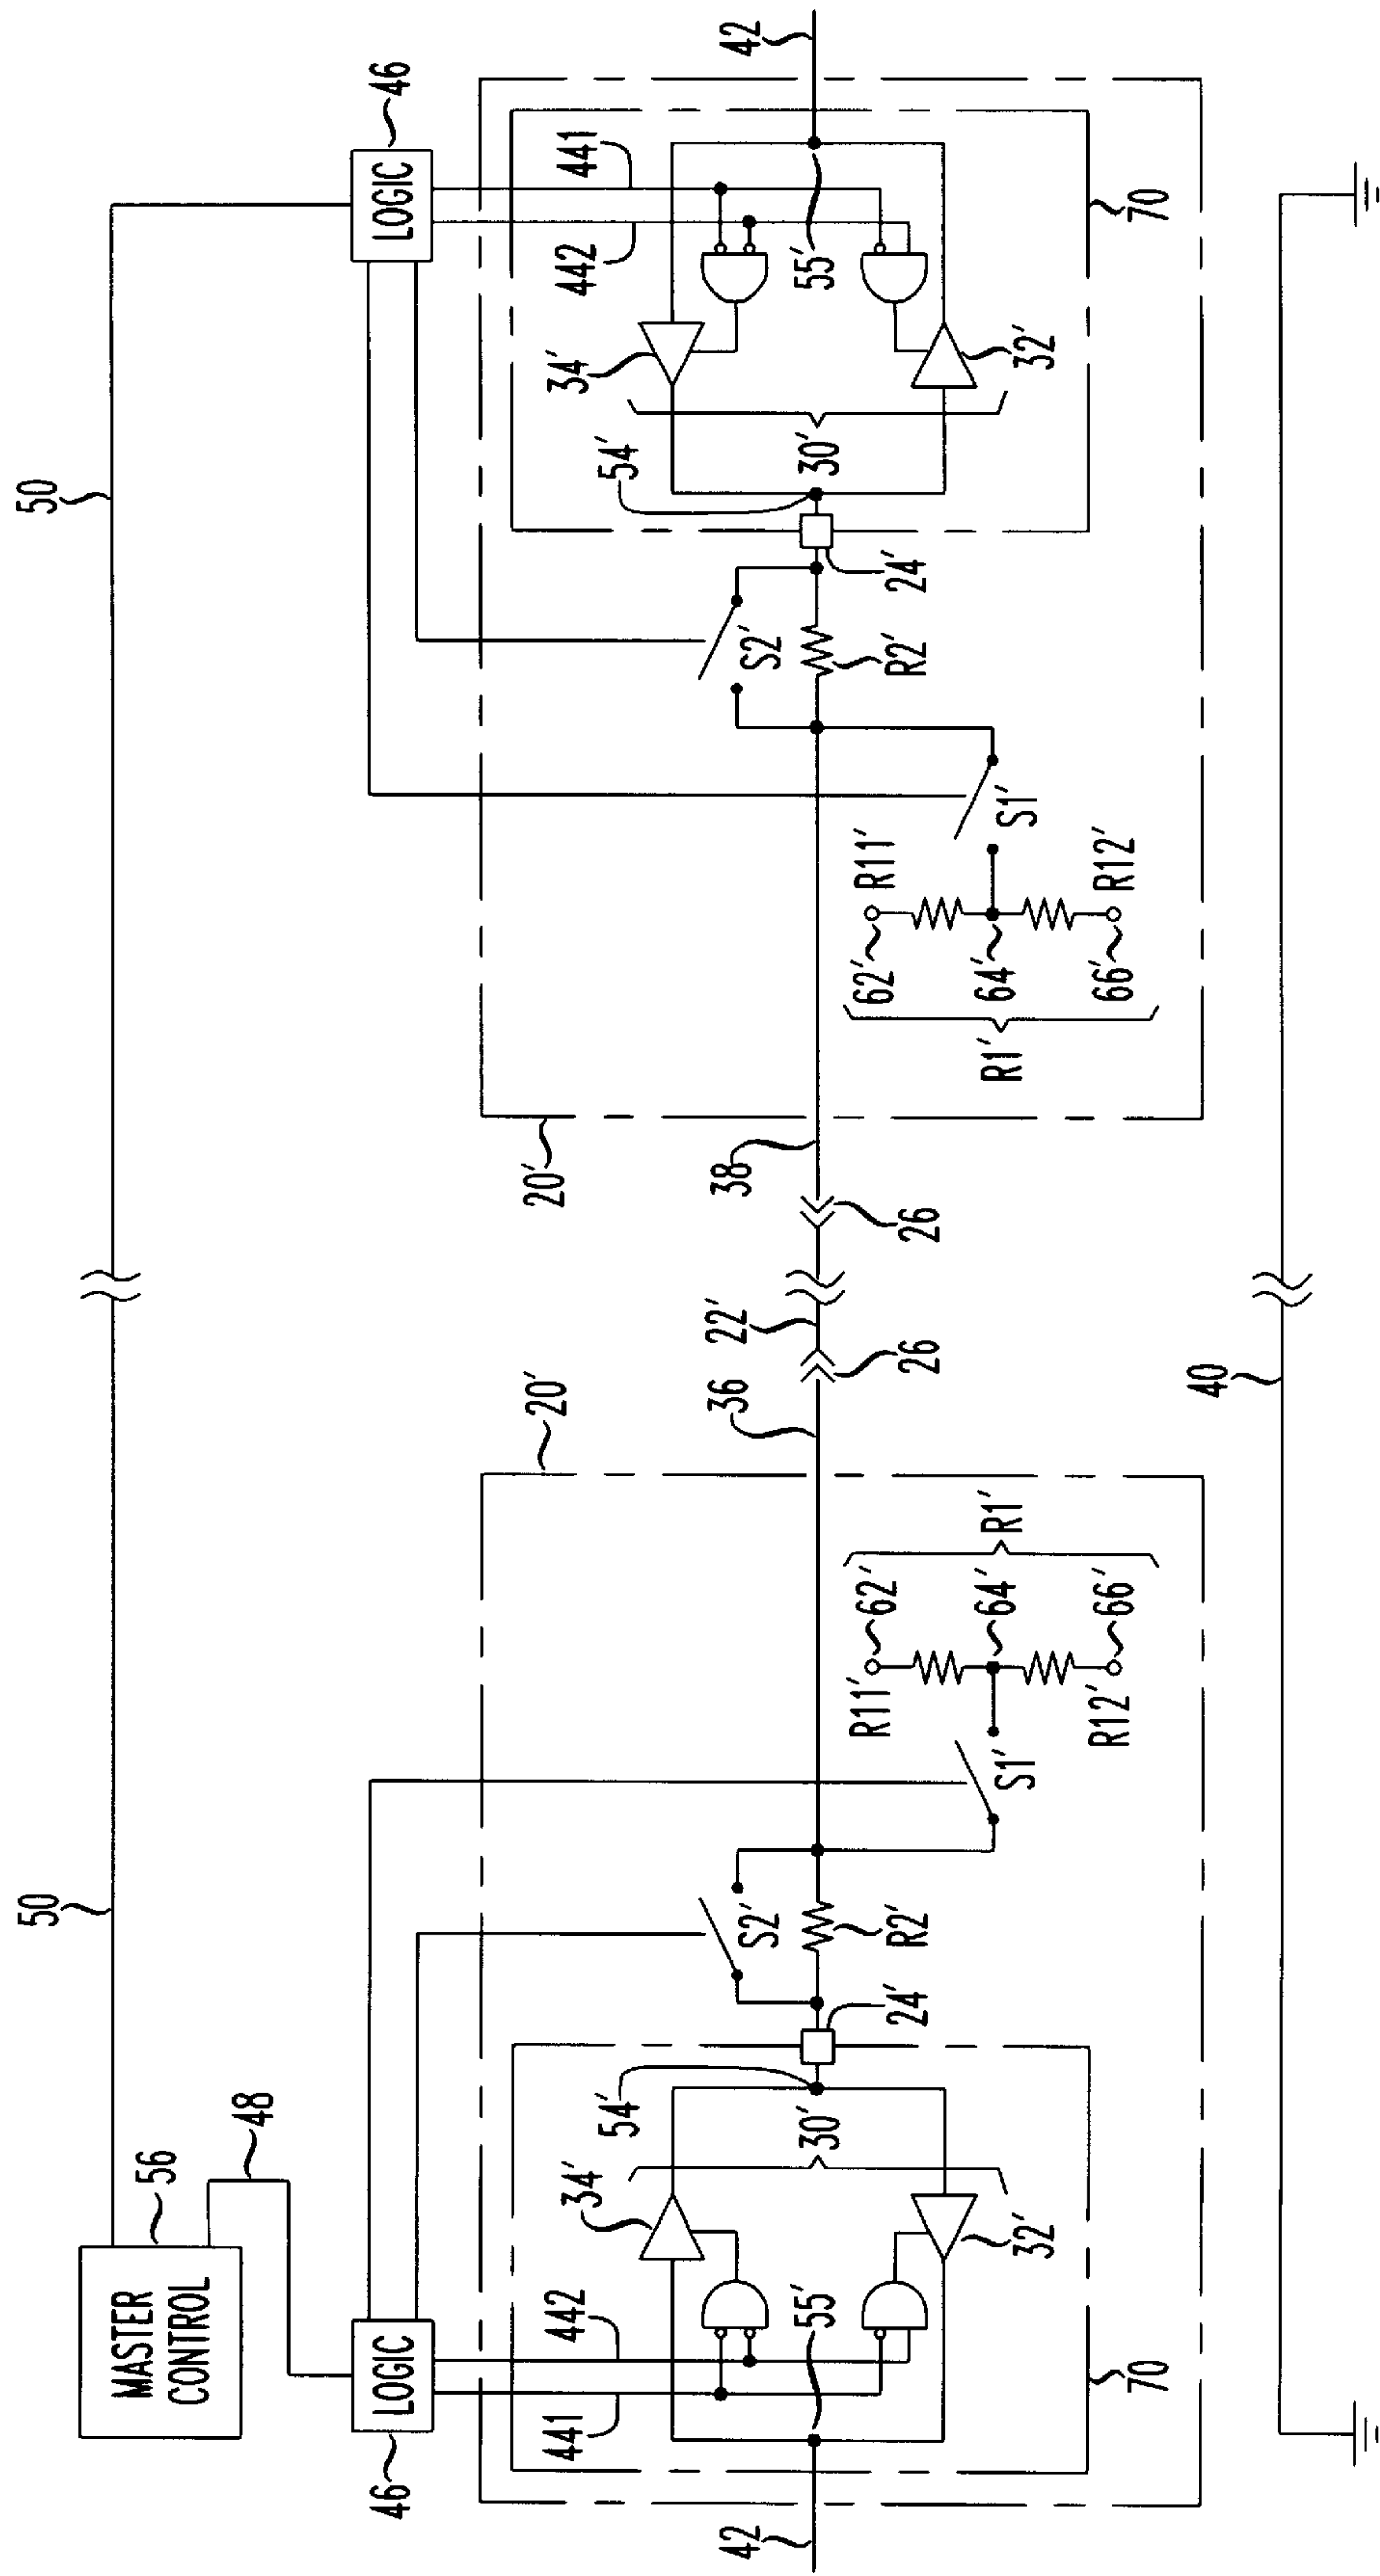 50
50
MASTER
CONTROL
56
48
46
LOGIC
LOGIC
46
20'
20'
441
442
442
441
34'
34'
54'
54'
S2'
S2'
42
36
22'
38
42
55'
30'
30'
55'
32'
24'
R2'
26
26
R2'
24'
32'
S1'
R11'
62'
64'
66'
R12'
R1'
R11'
62'
64'
66'
R12'
R1'
S1'
70
70
40